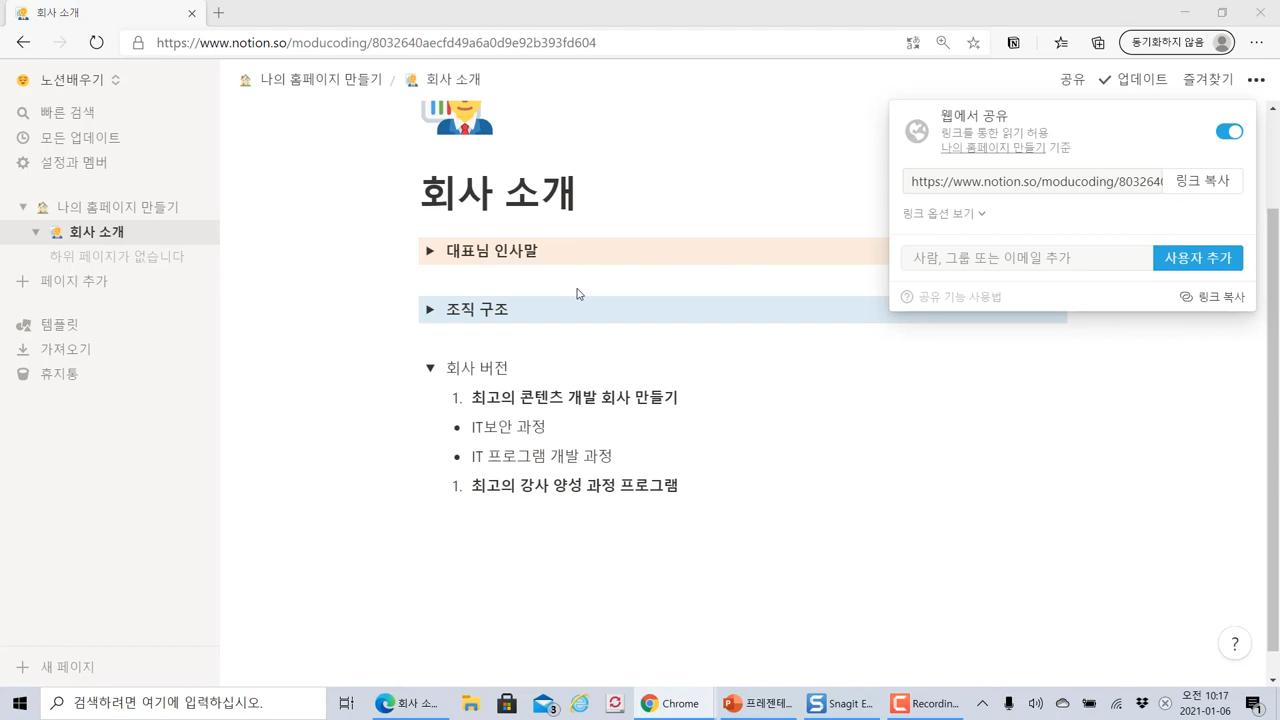 회사 소개
https://www.notion.so/moducoding/8032640aecfd49a6a0d9e92b393fd604
동기화하지 않음
노션배우기
나의 홈페이지 만들기 / 회사 소개
공유 업데이트 즐겨찾기
빠른 검색
모든 업데이트
설정과 멤버
나의 홈페이지 만들기
회사 소개
하위 페이지가 없습니다
페이지 추가
템플릿
가져오기
휴지통
새 페이지
회사 소개
대표님 인사말
조직 구조
회사 버전
1. 최고의 콘텐츠 개발 회사 만들기
• IT보안 과정
• IT 프로그램 개발 과정
1. 최고의 강사 양성 과정 프로그램
웹에서 공유
링크를 통한 읽기 허용
나의 홈페이지 만들기 기준
https://www.notion.so/moducoding/803264
링크 복사
링크 옵션 보기
사람, 그룹 또는 이메일 추가
사용자 추가
공유 기능 사용법
링크 복사
?
검색하려면 여기에 입력하십시오.
회사 소...
3
Chrome
프레젠테...
Snagit E...
Recordin...
오전 10:17
2021-01-06
1